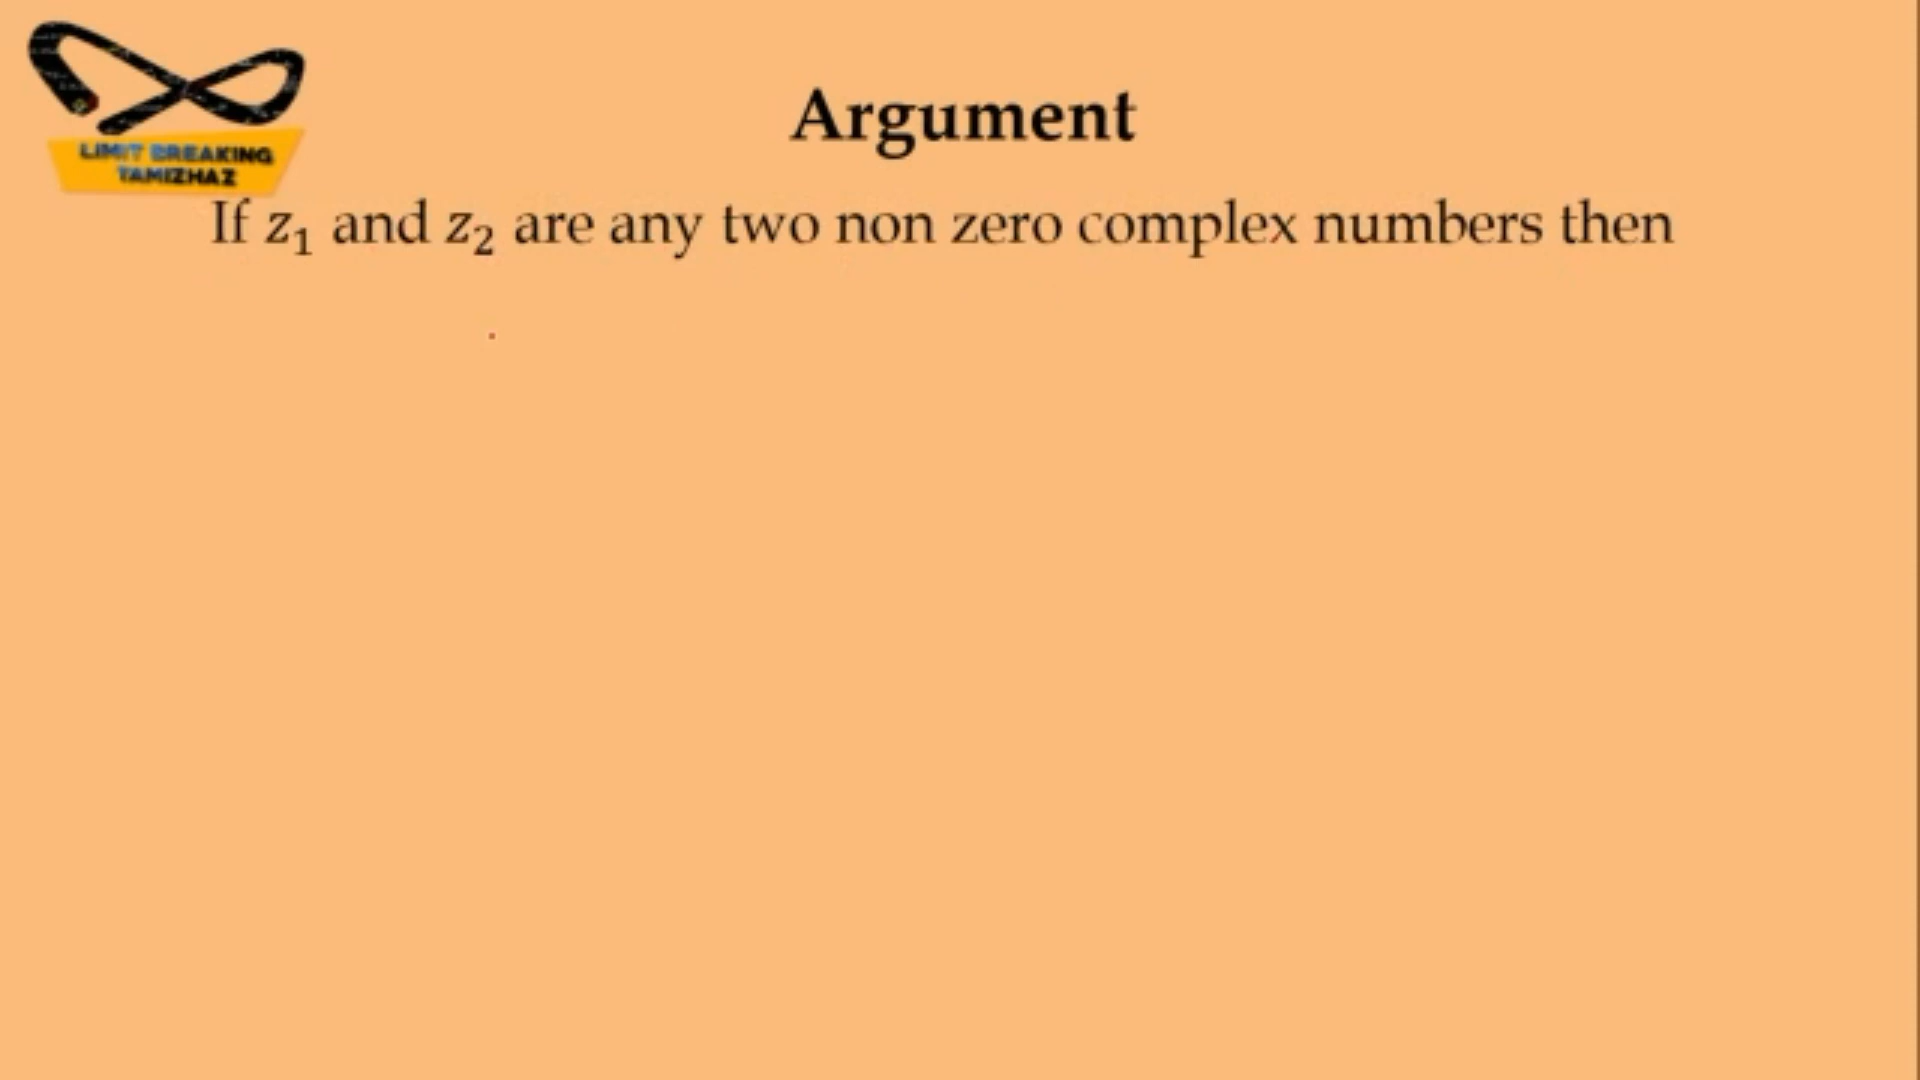 LIMIT BREAKING
TAMIZHAZ
Argument
If z₁ and z₂ are any two non zero complex numbers then